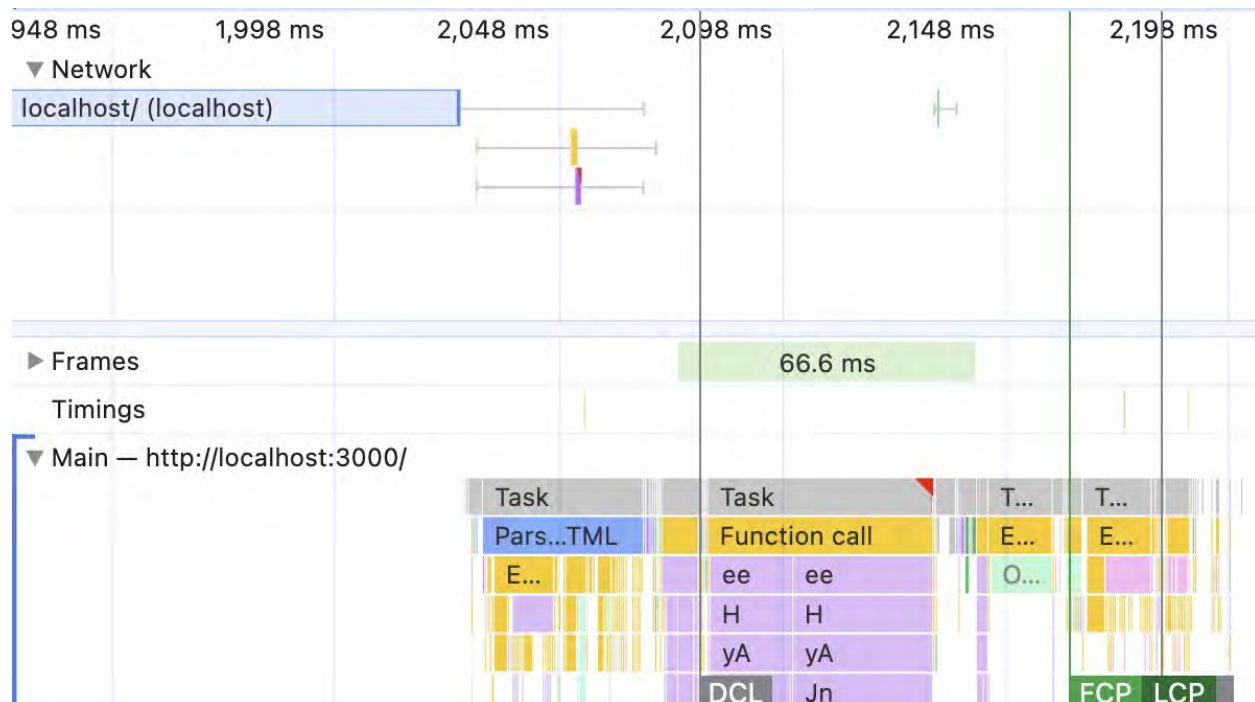 948 ms 1,998 ms 2,048 ms 2,098 ms 2,148 ms 2,198 ms
Network
localhost/ (localhost)
Frames 66.6 ms
Timings
Main — http://localhost:3000/
Task Task T... T...
Pars...TML Function call E... E...
E... ee ee O...
H H
yA yA
DCL Jn FCP LCP